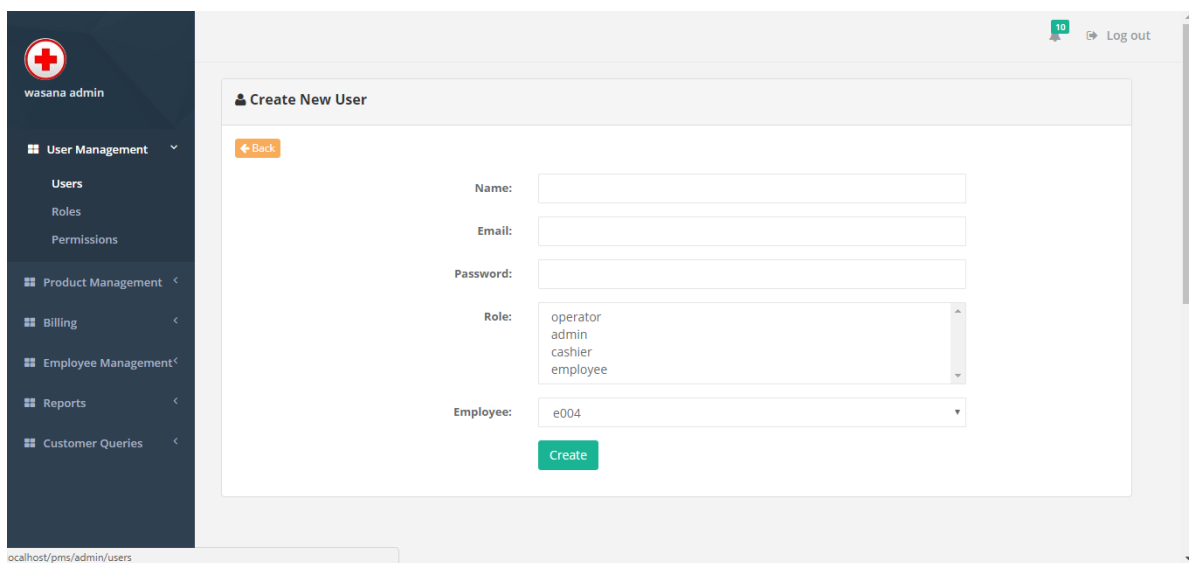 10
Log out
wasana admin
User Management
Users
Roles
Permissions
Product Management
Billing
Employee Management
Reports
Customer Queries
Create New User
Back
Name:
Email:
Password:
Role:
operator
admin
cashier
employee
Employee:
e004
Create
ocalhost/pms/admin/users